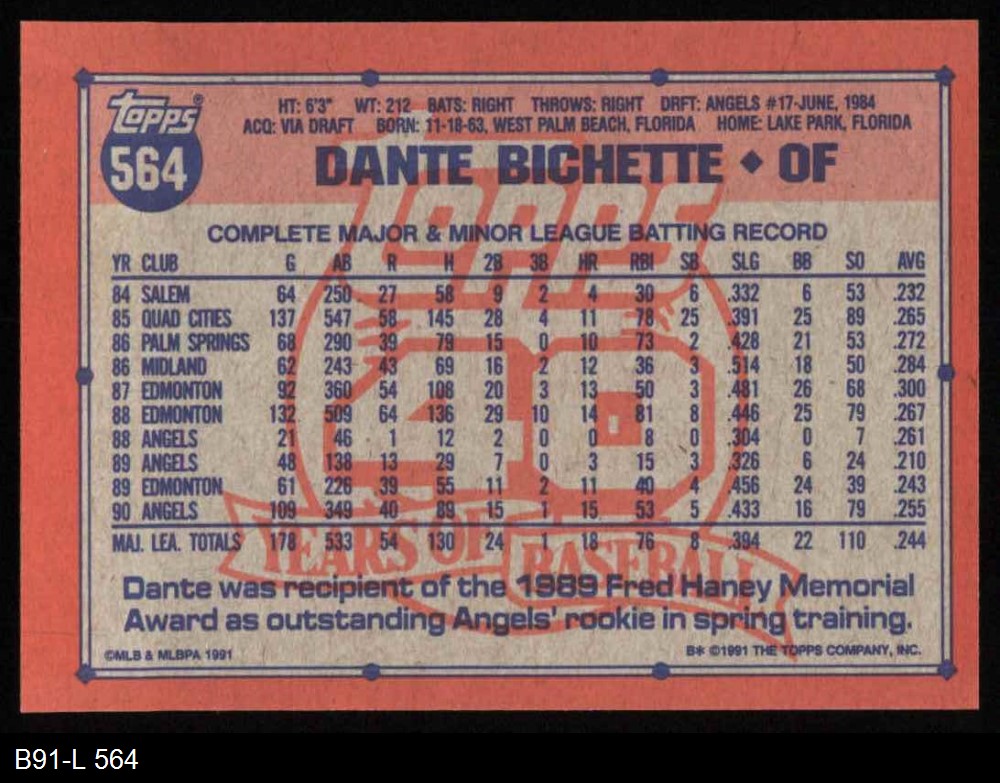 topps®
564
HT: 6'3" WT: 212 BATS: RIGHT THROWS: RIGHT DRFT: ANGELS #17-JUNE, 1984
ACQ: VIA DRAFT BORN: 11-18-63, WEST PALM BEACH, FLORIDA HOME: LAKE PARK, FLORIDA
DANTE BICHETTE ◆ OF
TOPPS
40
YEARS OF BASEBALL
COMPLETE MAJOR & MINOR LEAGUE BATTING RECORD
YR CLUB G AB R H 2B 3B HR RBI SB SLG BB SO AVG
84 SALEM 64 250 27 58 9 2 4 30 6 .332 6 53 .232
85 QUAD CITIES 137 547 58 145 28 4 11 78 25 .391 25 89 .265
86 PALM SPRINGS 68 290 39 79 15 0 10 73 2 .428 21 53 .272
86 MIDLAND 62 243 43 69 16 2 12 36 3 .514 18 50 .284
87 EDMONTON 92 360 54 108 20 3 13 50 3 .481 26 68 .300
88 EDMONTON 132 509 64 136 29 10 14 81 8 .446 25 79 .267
88 ANGELS 21 46 1 12 2 0 0 8 0 .304 0 7 .261
89 ANGELS 48 138 13 29 7 0 3 15 3 .326 6 24 .210
89 EDMONTON 61 226 39 55 11 2 11 40 4 .456 24 39 .243
90 ANGELS 109 349 40 89 15 1 15 53 5 .433 16 79 .255
MAJ. LEA. TOTALS 178 533 54 130 24 1 18 76 8 .394 22 110 .244
Dante was recipient of the 1989 Fred Haney Memorial
Award as outstanding Angels' rookie in spring training.
©MLB & MLBPA 1991 B* ©1991 THE TOPPS COMPANY, INC.
B91-L 564